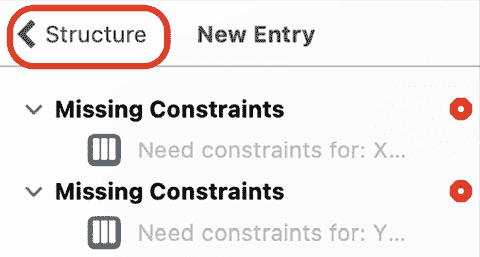 Structure New Entry
Missing Constraints
Need constraints for: X...
Missing Constraints
Need constraints for: Y...